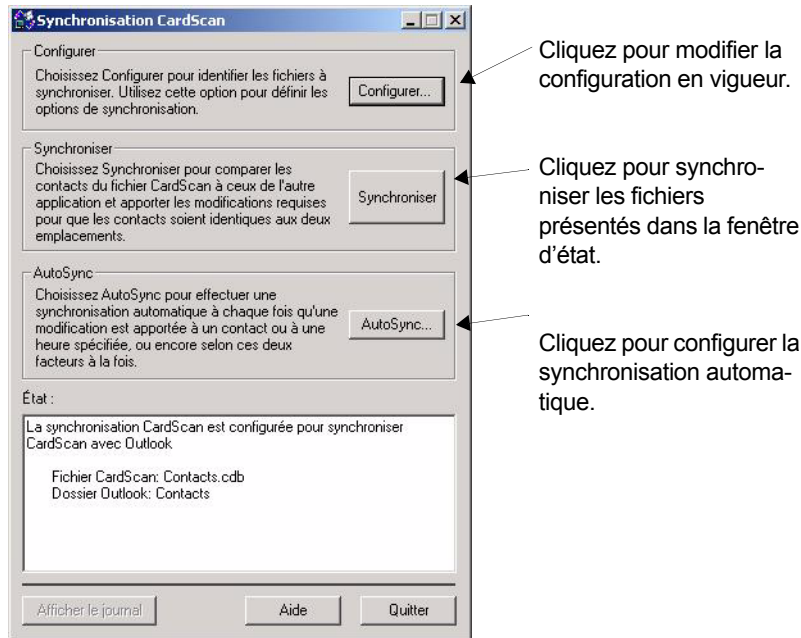 Synchronisation CardScan
Configurer
Choisissez Configurer pour identifier les fichiers à
synchroniser. Utilisez cette option pour définir les
options de synchronisation.
Configurer...
Cliquez pour modifier la
configuration en vigueur.
Synchroniser
Choisissez Synchroniser pour comparer les
contacts du fichier CardScan à ceux de l'autre
application et apporter les modifications requises
pour que les contacts soient identiques aux deux
emplacements.
Synchroniser
Cliquez pour synchro-
niser les fichiers
présentés dans la fenêtre
d'état.
AutoSync
Choisissez AutoSync pour effectuer une
synchronisation automatique à chaque fois qu'une
modification est apportée à un contact ou à une
heure spécifiée, ou encore selon ces deux
facteurs à la fois.
AutoSync...
Cliquez pour configurer la
synchronisation automa-
tique.
État :
La synchronisation CardScan est configurée pour synchroniser
CardScan avec Outlook
Fichier CardScan: Contacts.cdb
Dossier Outlook: Contacts
Afficher le journal
Aide
Quitter